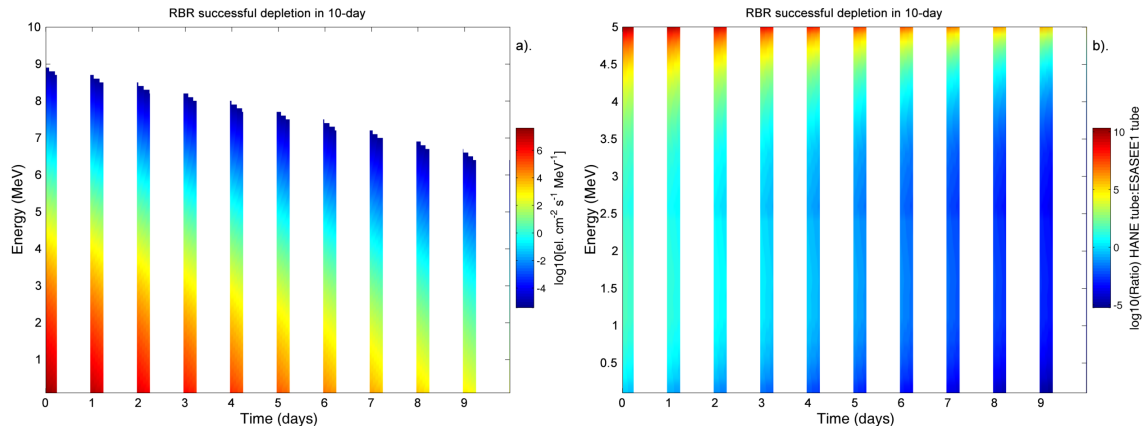 RBR successful depletion in 10-day
a).
10
9
8
7
6
5
4
3
2
1
Energy (MeV)
0 1 2 3 4 5 6 7 8 9
Time (days)
6
4
2
0
-2
-4
log10[el. cm-2 s-1 MeV-1]
RBR successful depletion in 10-day
b).
5
4.5
4
3.5
3
2.5
2
1.5
1
0.5
Energy (MeV)
0 1 2 3 4 5 6 7 8 9
Time (days)
10
5
0
-5
log10(Ratio) HANE tube:ESASEE1 tube